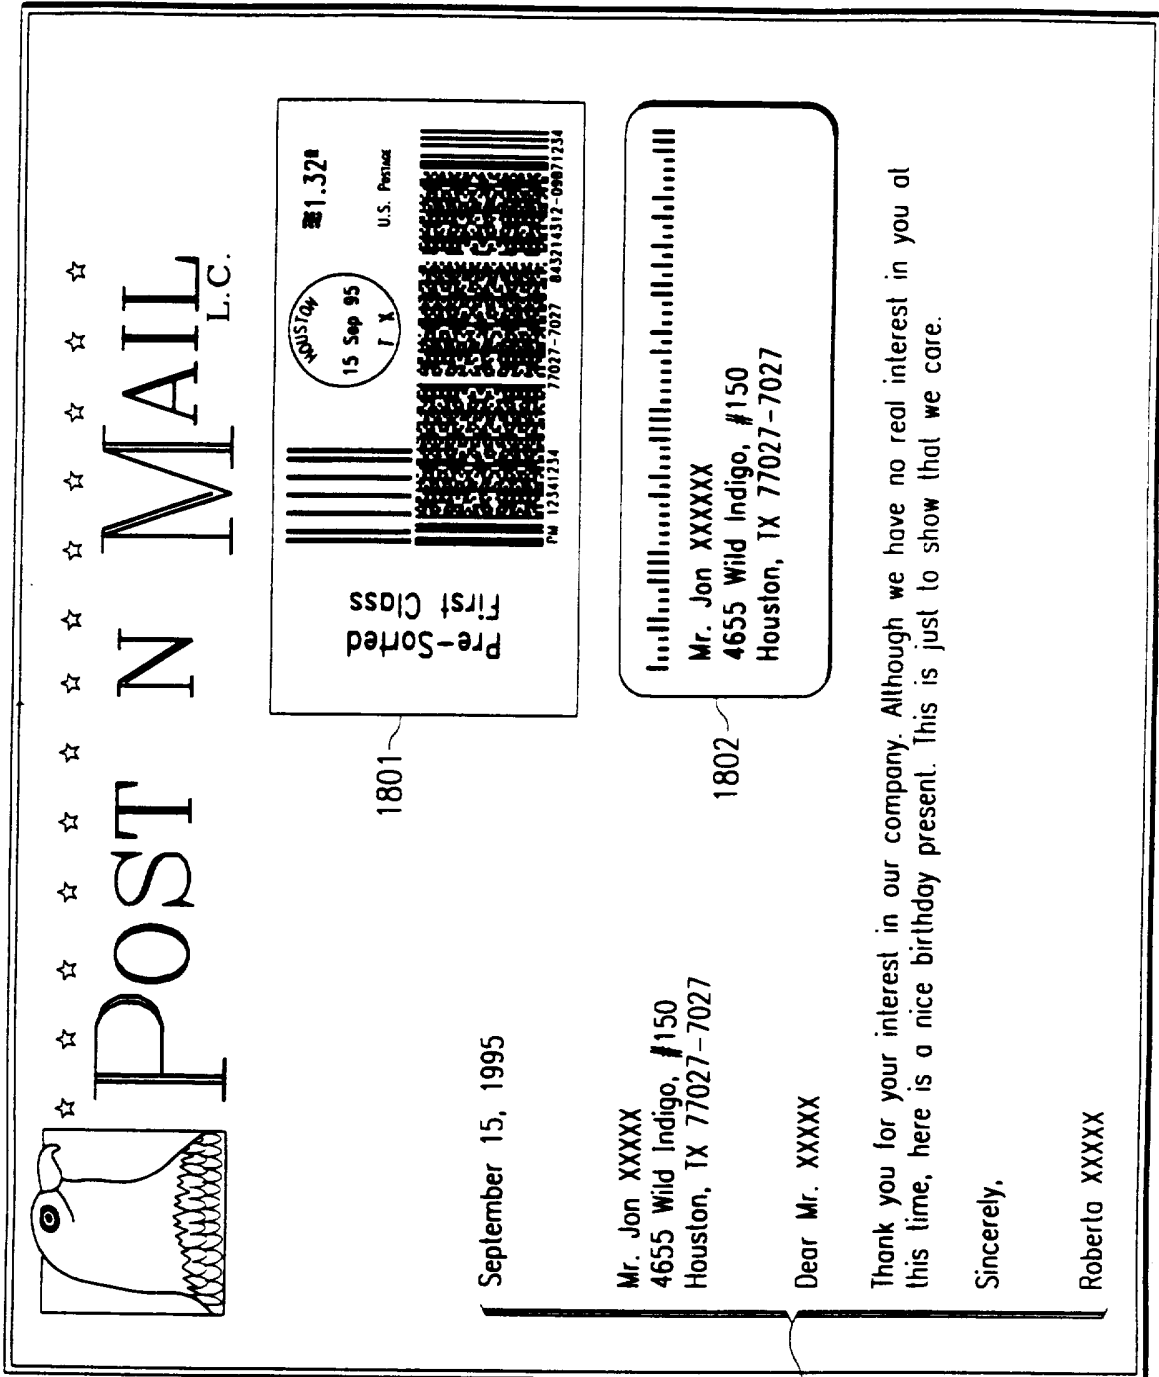 POST N MAIL
L.C.
Pre-Sorted
First Class
HOUSTON
15 Sep 95
T X
1.32
U.S. Postage
PM 12341234 77027-7027 843214312-09871234
1801
Mr. Jon XXXXXX
4655 Wild Indigo, #150
Houston, TX 77027-7027
1802
September 15, 1995
Mr. Jon XXXXX
4655 Wild Indigo, #150
Houston, TX 77027-7027
Dear Mr. XXXXX
Thank you for your interest in our company. Although we have no real interest in you at
this time, here is a nice birthday present. This is just to show that we care.
Sincerely,
Roberta XXXXX